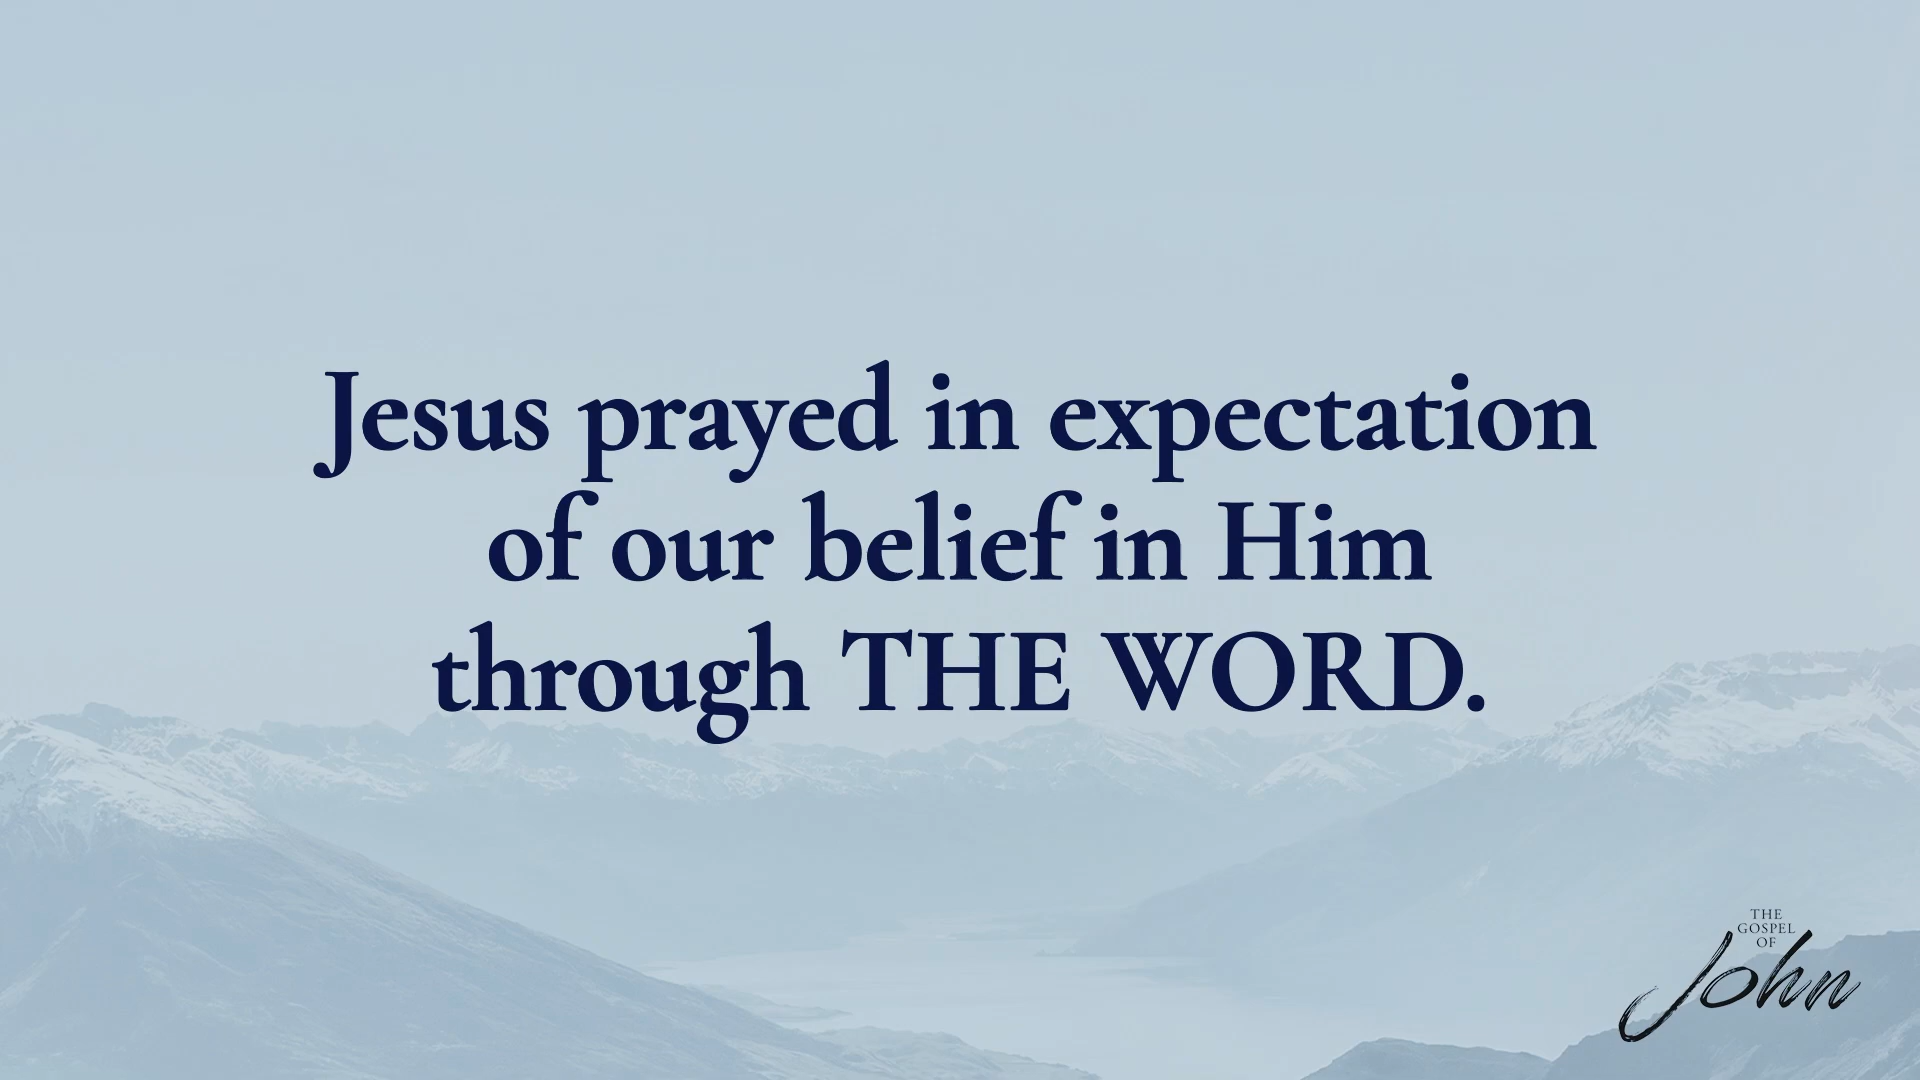 Jesus prayed in expectation
of our belief in Him
through THE WORD.
THE
GOSPEL
OF
John